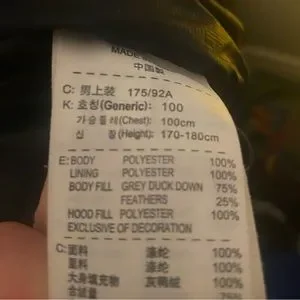 MADE
中国製
C: 男上装 175/92A
K: 호칭(Generic): 100
가슴둘레(Chest): 100cm
신 장(Height): 170-180cm
E: BODY POLYESTER 100%
LINING POLYESTER 100%
BODY FILL GREY DUCK DOWN 75%
FEATHERS 25%
HOOD FILL POLYESTER 100%
EXCLUSIVE OF DECORATION
C: 面料 涤纶 100%
里料 涤纶 100%
大身填充物 灰鸭绒
含绒量